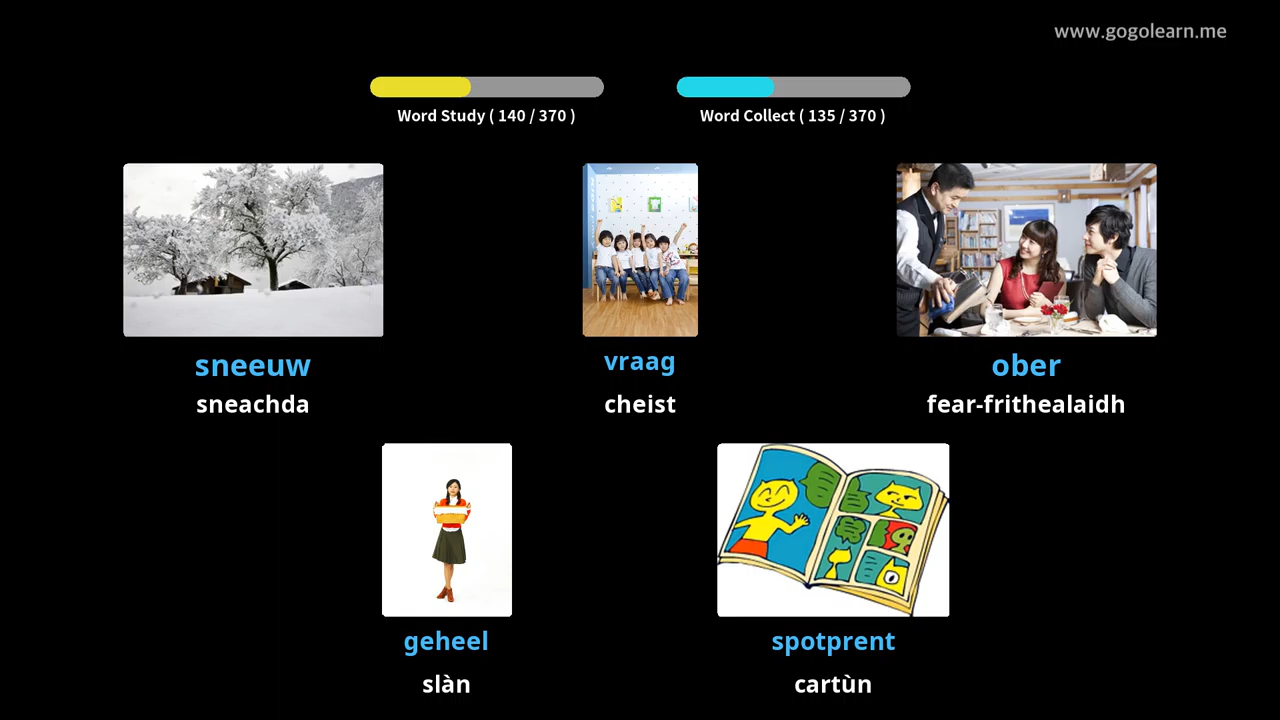 www.gogolearn.me
Word Study ( 140 / 370 )
Word Collect ( 135 / 370 )
sneeuw
sneachda
vraag
cheist
ober
fear-frithealaidh
geheel
slàn
spotprent
cartùn